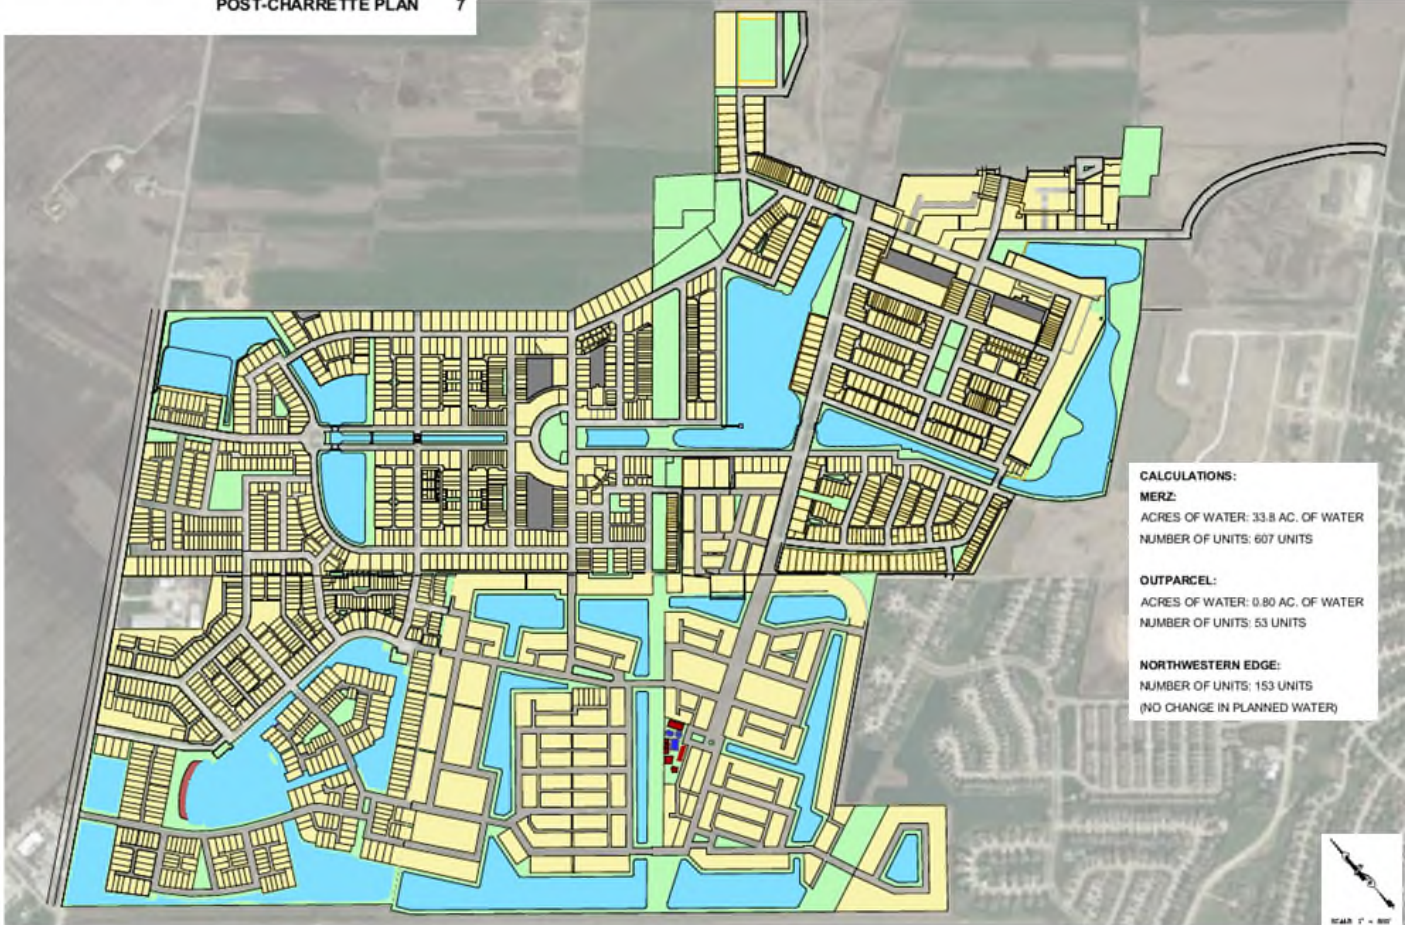 POST-CHARRETTE PLAN 7
CALCULATIONS:
MERZ:
ACRES OF WATER: 33.8 AC. OF WATER
NUMBER OF UNITS: 607 UNITS
OUTPARCEL:
ACRES OF WATER: 0.80 AC. OF WATER
NUMBER OF UNITS: 53 UNITS
NORTHWESTERN EDGE:
NUMBER OF UNITS: 153 UNITS
(NO CHANGE IN PLANNED WATER)